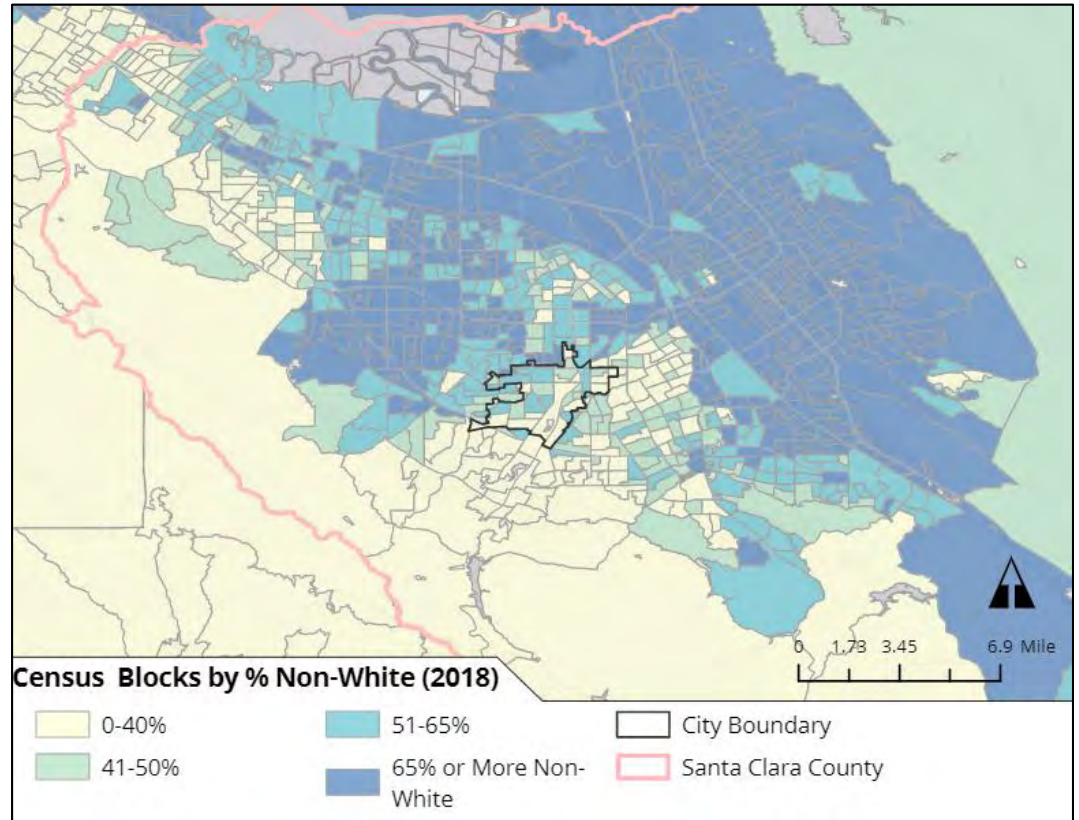 0 1.73 3.45 6.9 Mile
Census Blocks by % Non-White (2018)
0-40%
41-50%
51-65%
65% or More Non-
White
City Boundary
Santa Clara County